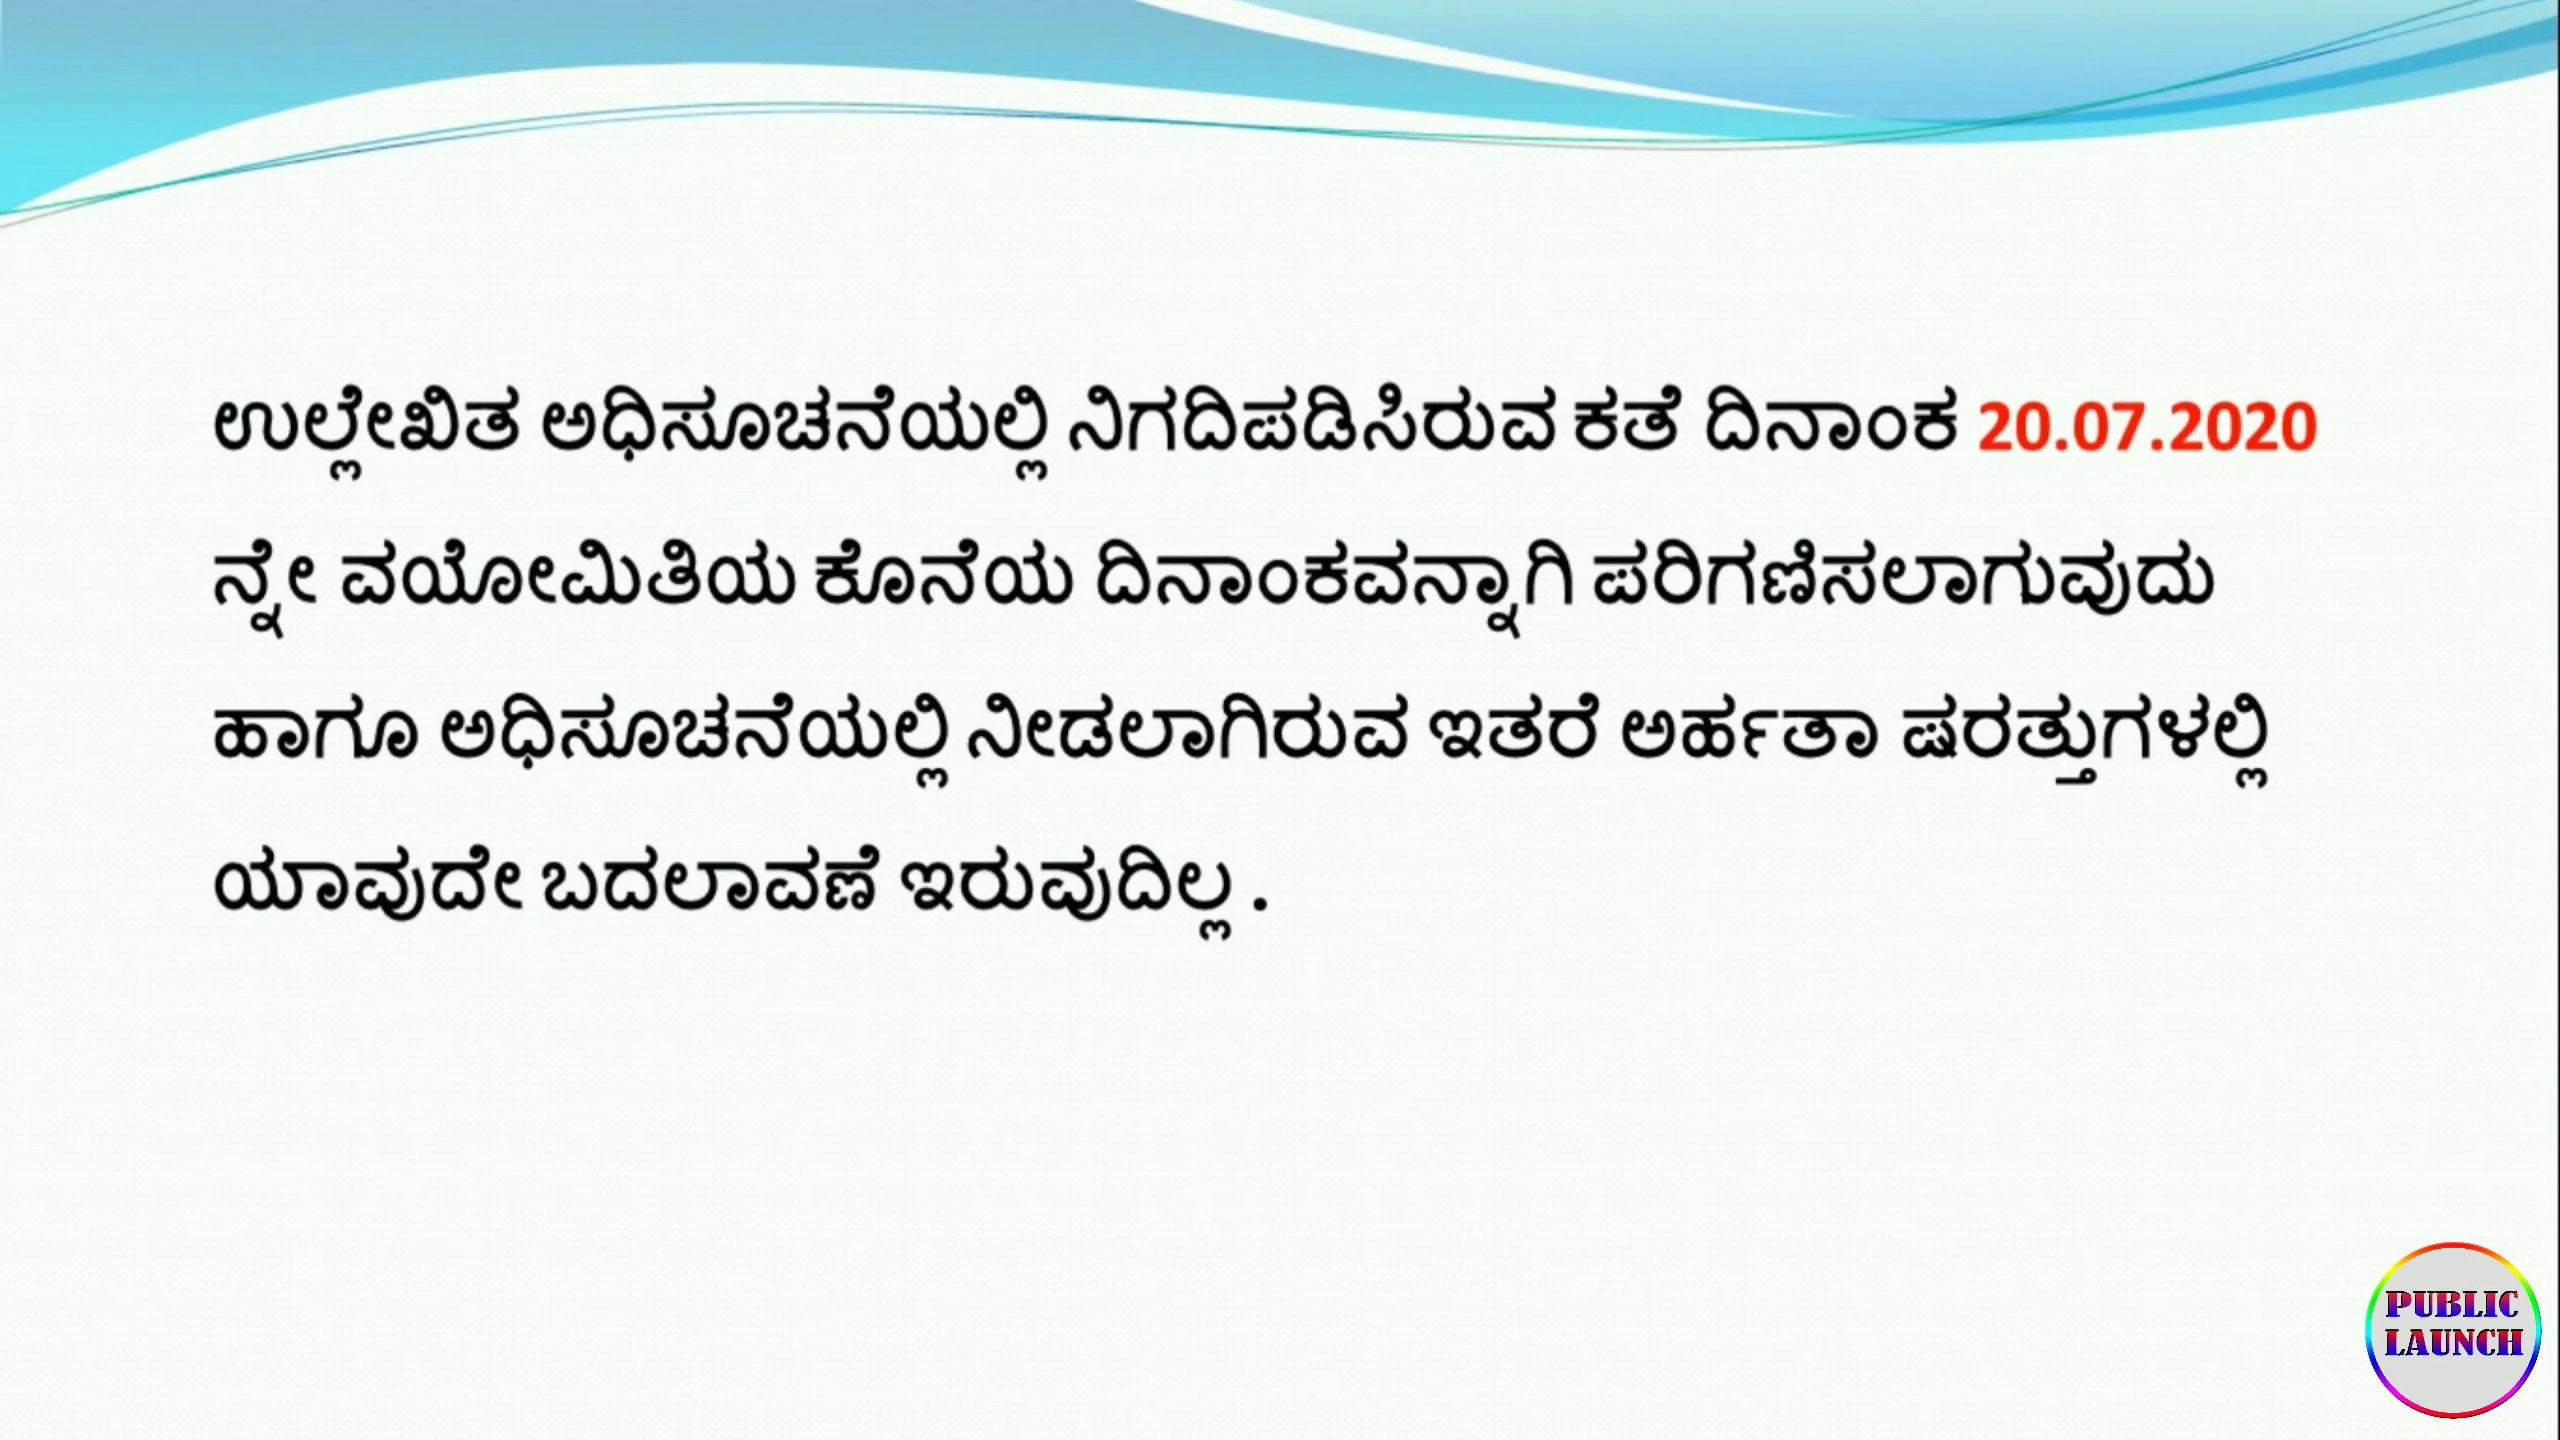 ಉಲ್ಲೇಖಿತ ಅಧಿಸೂಚನೆಯಲ್ಲಿ ನಿಗದಿಪಡಿಸಿರುವ ಕತೆ ದಿನಾಂಕ 20.07.2020
ನ್ನೇ ವಯೋಮಿತಿಯ ಕೊನೆಯ ದಿನಾಂಕವನ್ನಾಗಿ ಪರಿಗಣಿಸಲಾಗುವುದು
ಹಾಗೂ ಅಧಿಸೂಚನೆಯಲ್ಲಿ ನೀಡಲಾಗಿರುವ ಇತರೆ ಅರ್ಹತಾ ಷರತ್ತುಗಳಲ್ಲಿ
ಯಾವುದೇ ಬದಲಾವಣೆ ಇರುವುದಿಲ್ಲ .
PUBLIC
LAUNCH